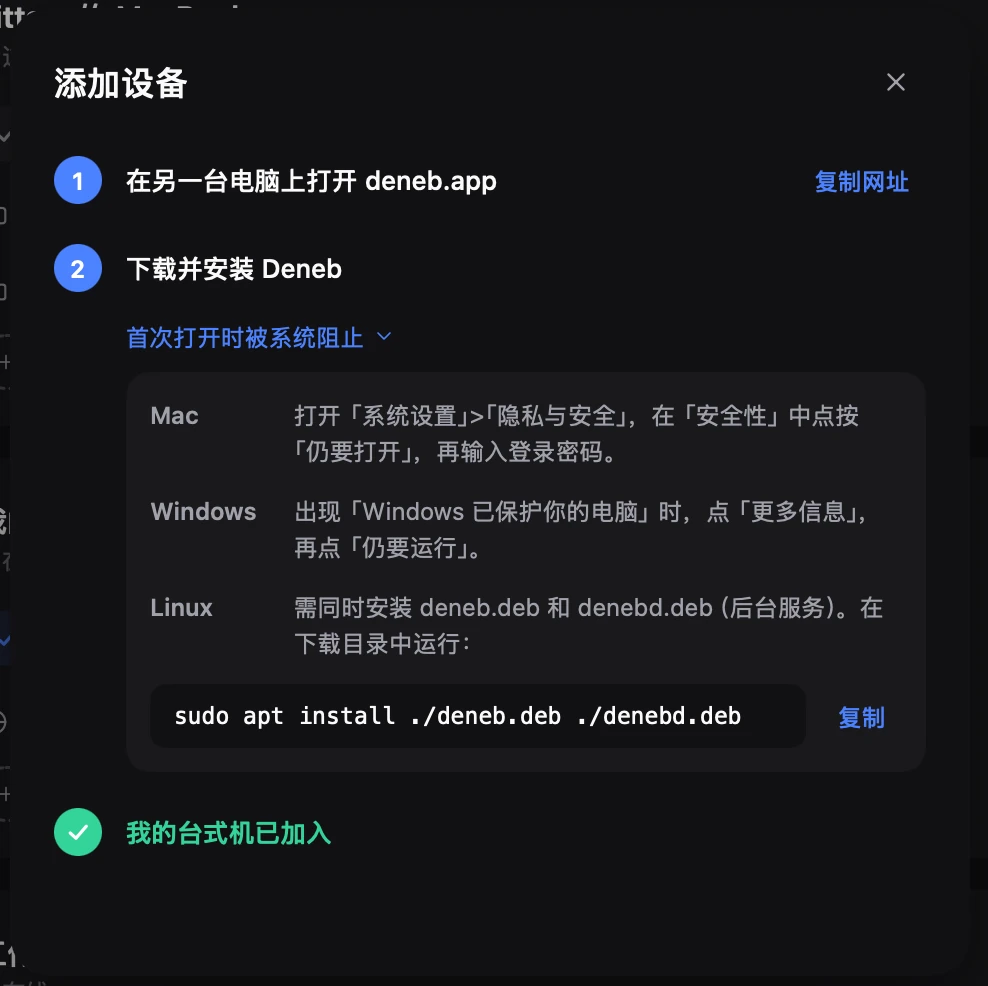 添加设备
1 在另一台电脑上打开 deneb.app 复制网址
2 下载并安装 Deneb
首次打开时被系统阻止
Mac 打开「系统设置」>「隐私与安全」，在「安全性」中点按
「仍要打开」，再输入登录密码。
Windows 出现「Windows 已保护你的电脑」时，点「更多信息」，
再点「仍要运行」。
Linux 需同时安装 deneb.deb 和 denebd.deb（后台服务）。在
下载目录中运行：
sudo apt install ./deneb.deb ./denebd.deb 复制
我的台式机已加入